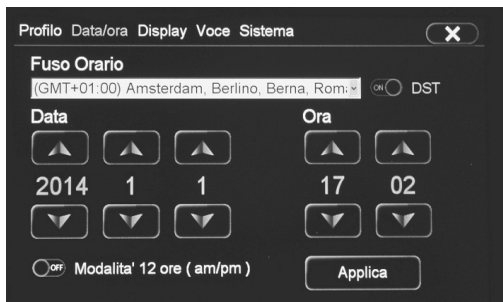 Profilo Data/ora Display Voce Sistema
Fuso Orario
(GMT+01:00) Amsterdam, Berlino, Berna, Rom
ON DST
Data Ora
2014 1 1 17 02
OFF Modalita' 12 ore ( am/pm )
Applica